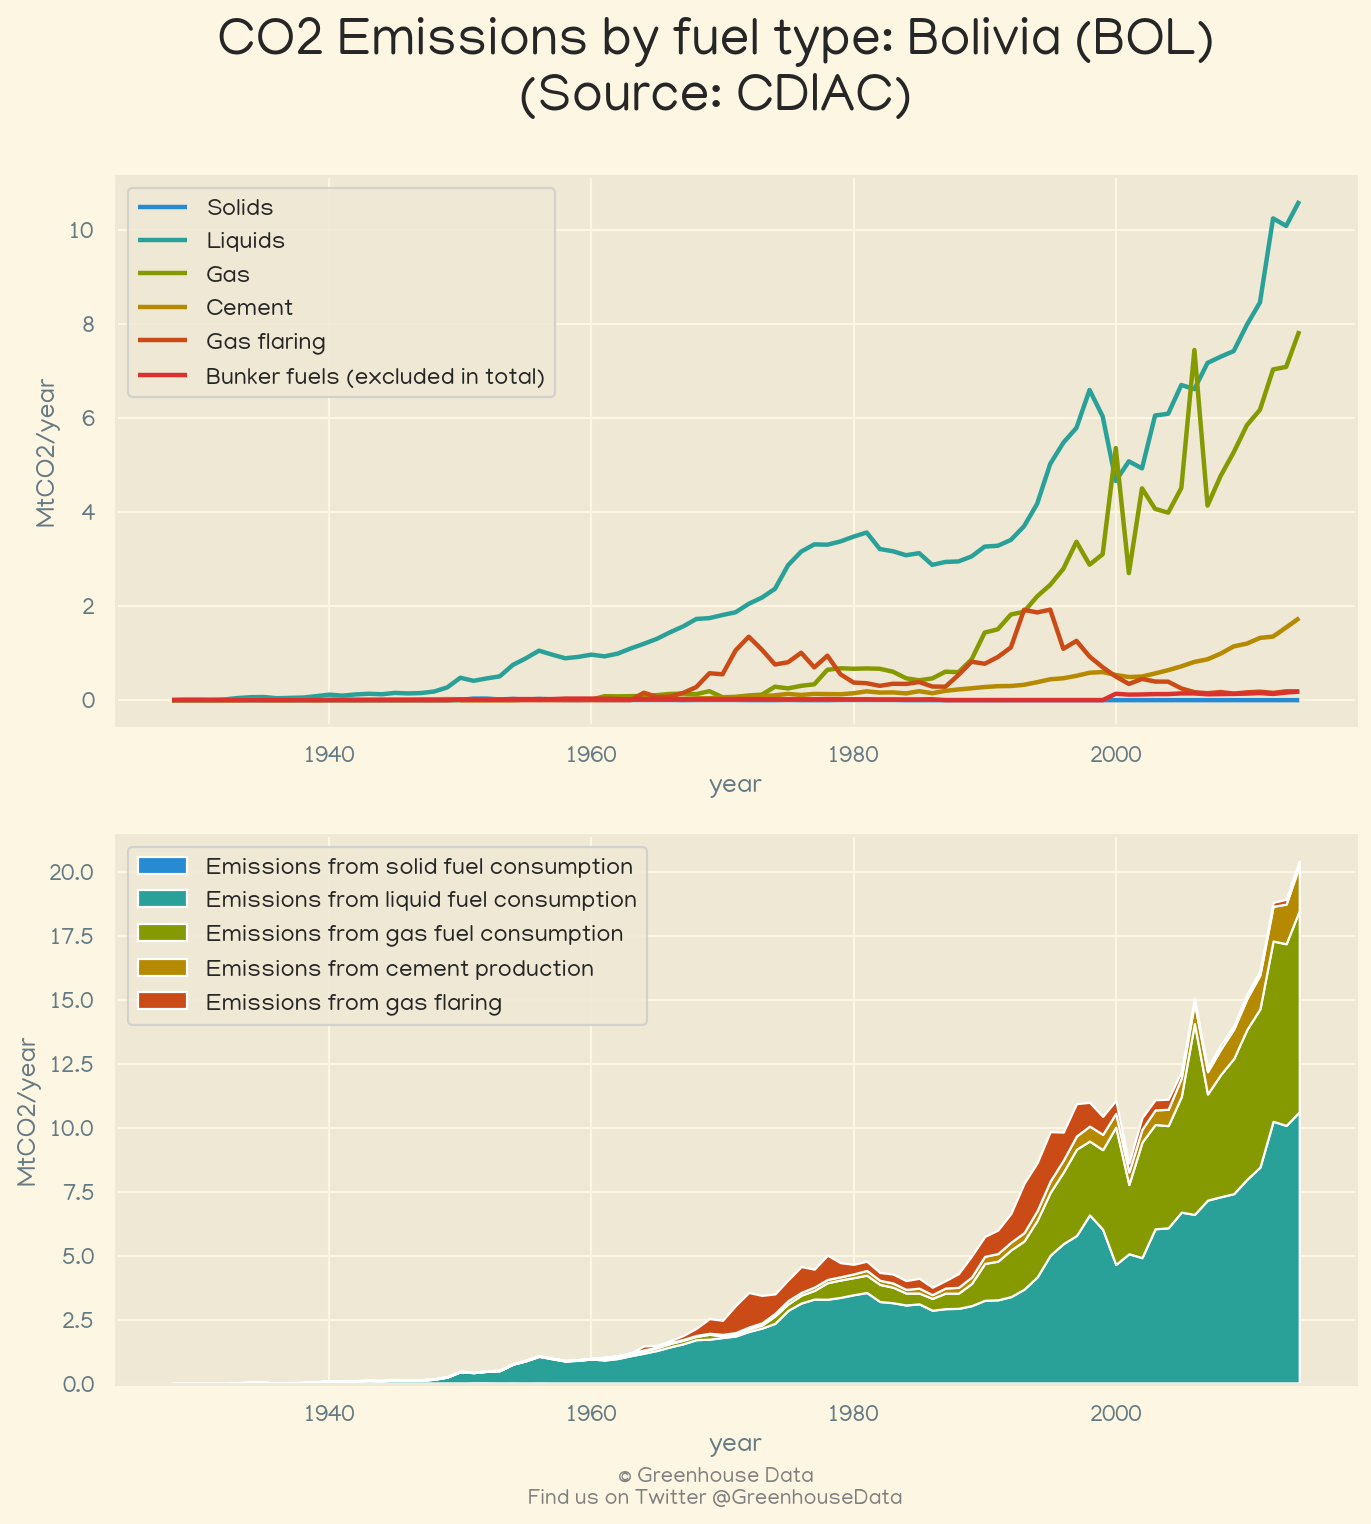 CO2 Emissions by fuel type: Bolivia (BOL)
(Source: CDIAC)
Solids
Liquids
Gas
Cement
Gas flaring
Bunker fuels (excluded in total)
10
8
6
4
2
0
MtCO2/year
1940 1960 1980 2000
year
Emissions from solid fuel consumption
Emissions from liquid fuel consumption
Emissions from gas fuel consumption
Emissions from cement production
Emissions from gas flaring
20.0
17.5
15.0
12.5
10.0
7.5
5.0
2.5
0.0
MtCO2/year
1940 1960 1980 2000
year
© Greenhouse Data
Find us on Twitter @GreenhouseData